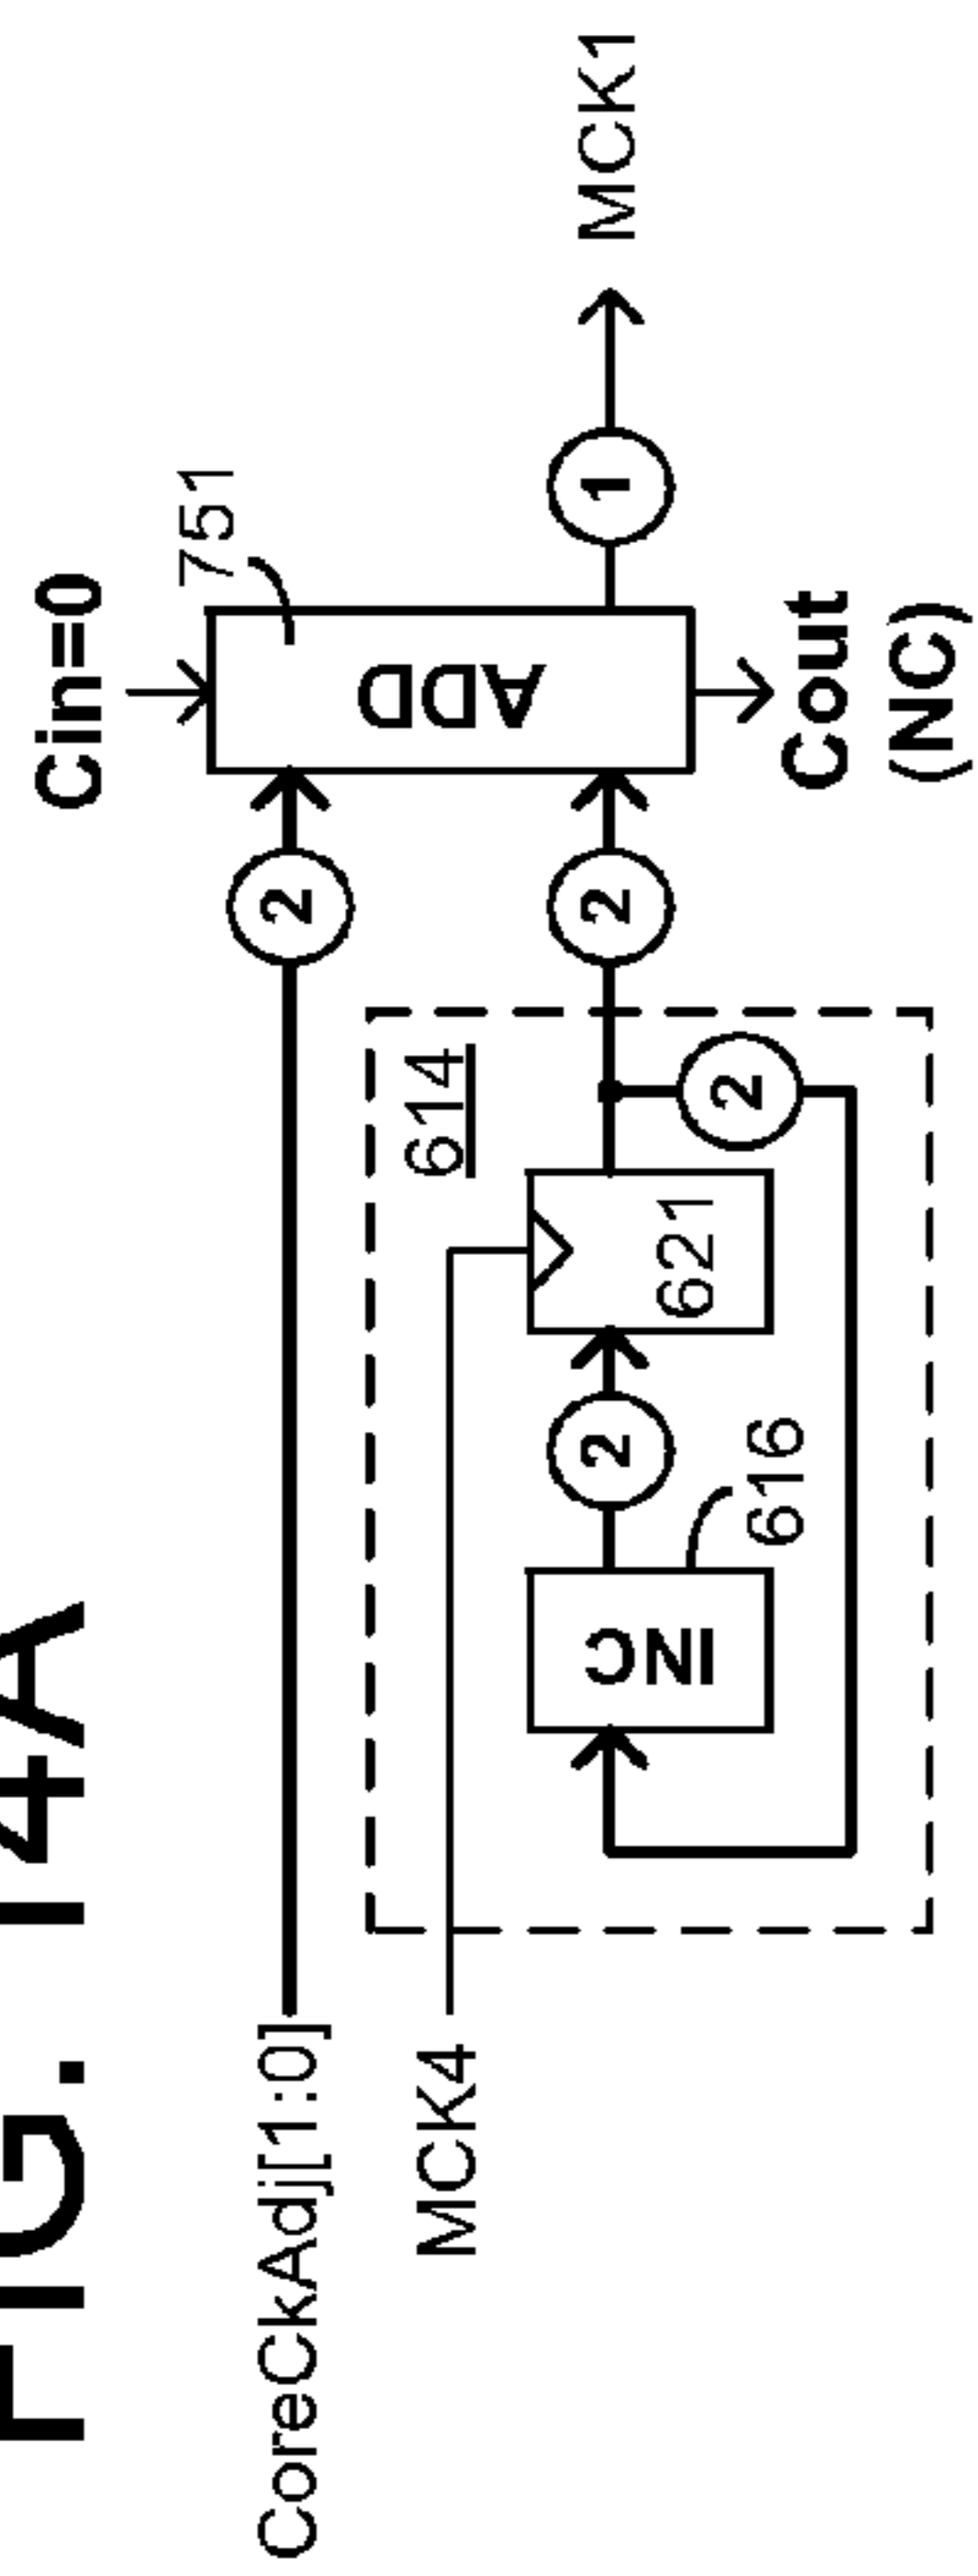 FIG. 14A
Cin=0
751
CoreCkAdj[1:0]
2
ADD
MCK4
614
INC
2
621
2
1
MCK1
616
2
Cout
(NC)